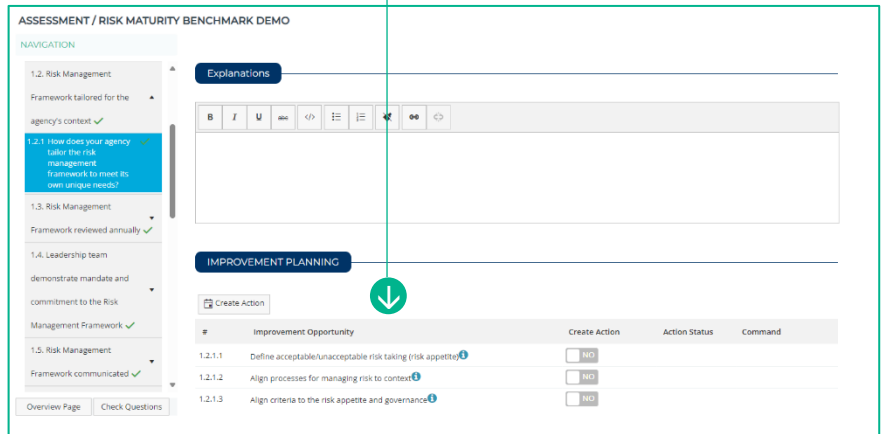 ASSESSMENT / RISK MATURITY BENCHMARK DEMO
NAVIGATION
1.2. Risk Management
Framework tailored for the
agency's context
1.2.1 How does your agency
tailor the risk
management
framework to meet its
own unique needs?
1.3. Risk Management
Framework reviewed annually
1.4. Leadership team
demonstrate mandate and
commitment to the Risk
Management Framework
1.5. Risk Management
Framework communicated
Overview Page Check Questions
Explanations
B I U abc </>
IMPROVEMENT PLANNING
Create Action
# Improvement Opportunity Create Action Action Status Command
1.2.1.1 Define acceptable/unacceptable risk taking (risk appetite) NO
1.2.1.2 Align processes for managing risk to context NO
1.2.1.3 Align criteria to the risk appetite and governance NO